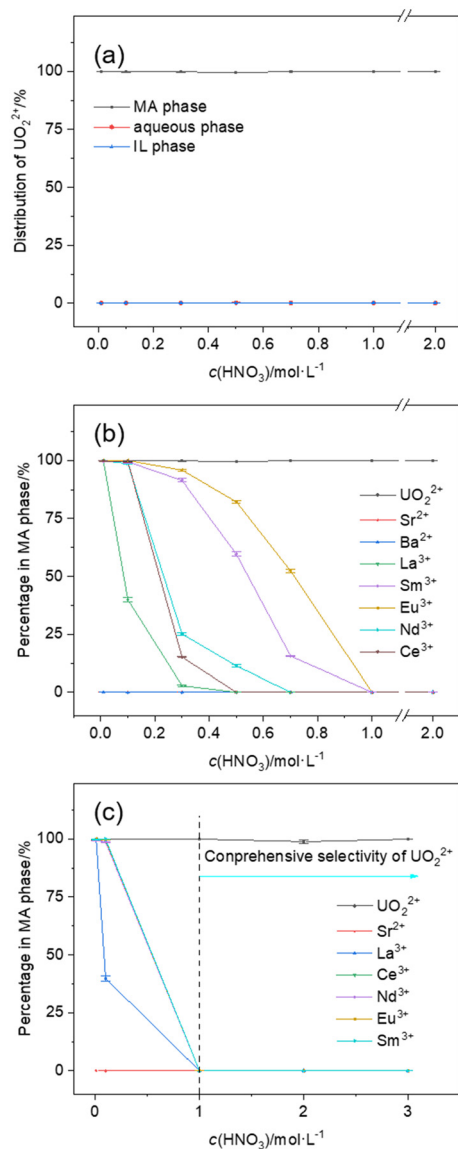 (a)
Distribution of UO₂²⁺/%
100
75
50
25
0
MA phase
aqueous phase
IL phase
0.0 0.2 0.4 0.6 0.8 1.0 2.0
c(HNO₃)/mol·L⁻¹
(b)
Percentage in MA phase/%
100
75
50
25
0
UO₂²⁺
Sr²⁺
Ba²⁺
La³⁺
Sm³⁺
Eu³⁺
Nd³⁺
Ce³⁺
0.0 0.2 0.4 0.6 0.8 1.0 2.0
c(HNO₃)/mol·L⁻¹
(c)
Percentage in MA phase/%
100
75
50
25
0
Conprehensive selectivity of UO₂²⁺
UO₂²⁺
Sr²⁺
La³⁺
Ce³⁺
Nd³⁺
Eu³⁺
Sm³⁺
0 1 2 3
c(HNO₃)/mol·L⁻¹